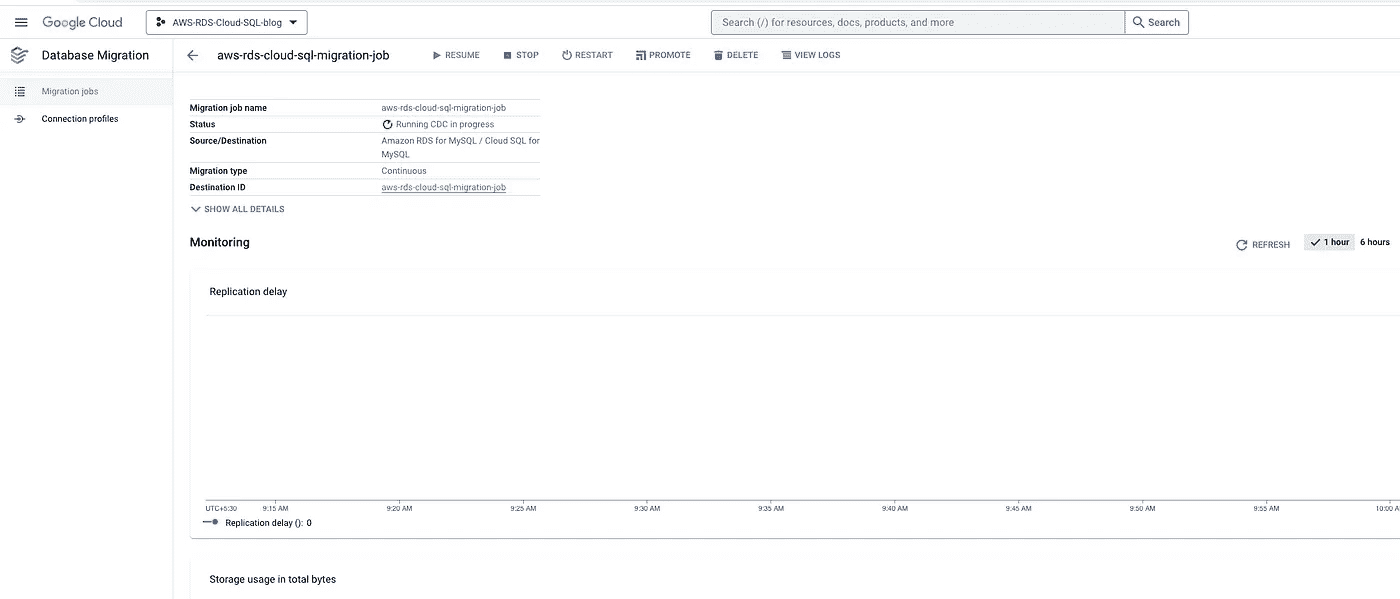 Google Cloud
AWS-RDS-Cloud-SQL-blog
Search (/) for resources, docs, products, and more
Search
Database Migration
aws-rds-cloud-sql-migration-job
RESUME
STOP
RESTART
PROMOTE
DELETE
VIEW LOGS
Migration jobs
Connection profiles
Migration job name aws-rds-cloud-sql-migration-job
Status Running CDC in progress
Source/Destination Amazon RDS for MySQL / Cloud SQL for
MySQL
Migration type Continuous
Destination ID aws-rds-cloud-sql-migration-job
SHOW ALL DETAILS
Monitoring
REFRESH
1 hour
6 hours
Replication delay
UTC+5:30 9:15 AM 9:20 AM 9:25 AM 9:30 AM 9:35 AM 9:40 AM 9:45 AM 9:50 AM 9:55 AM 10:00 A
Replication delay (): 0
Storage usage in total bytes